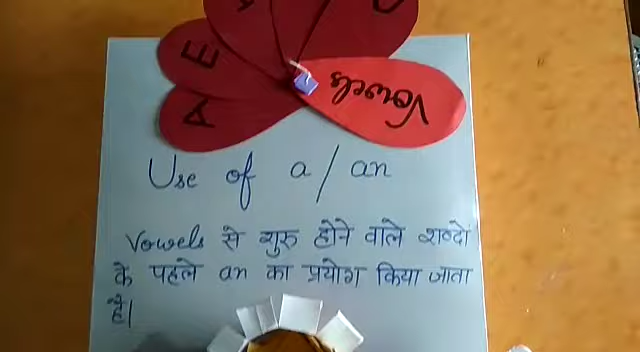 A
E
I
U
Vowels
Use of a / an
Vowels से शुरु होने वाले शब्दो
के पहले an का प्रयोग किया जाता
है।